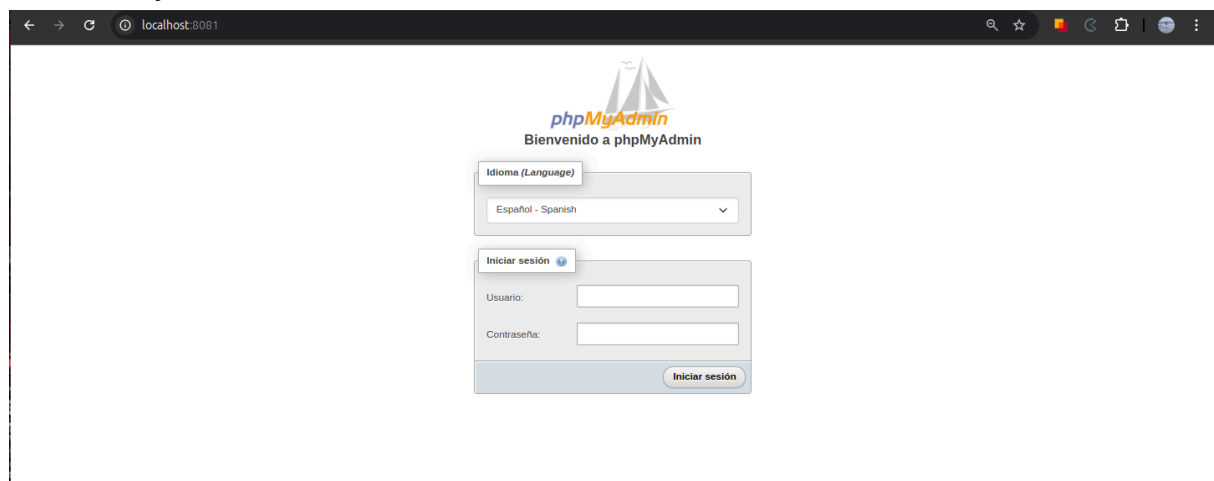 localhost:8081
phpMyAdmin
Bienvenido a phpMyAdmin
Idioma (Language)
Español - Spanish
Iniciar sesión
Usuario:
Contraseña:
Iniciar sesión